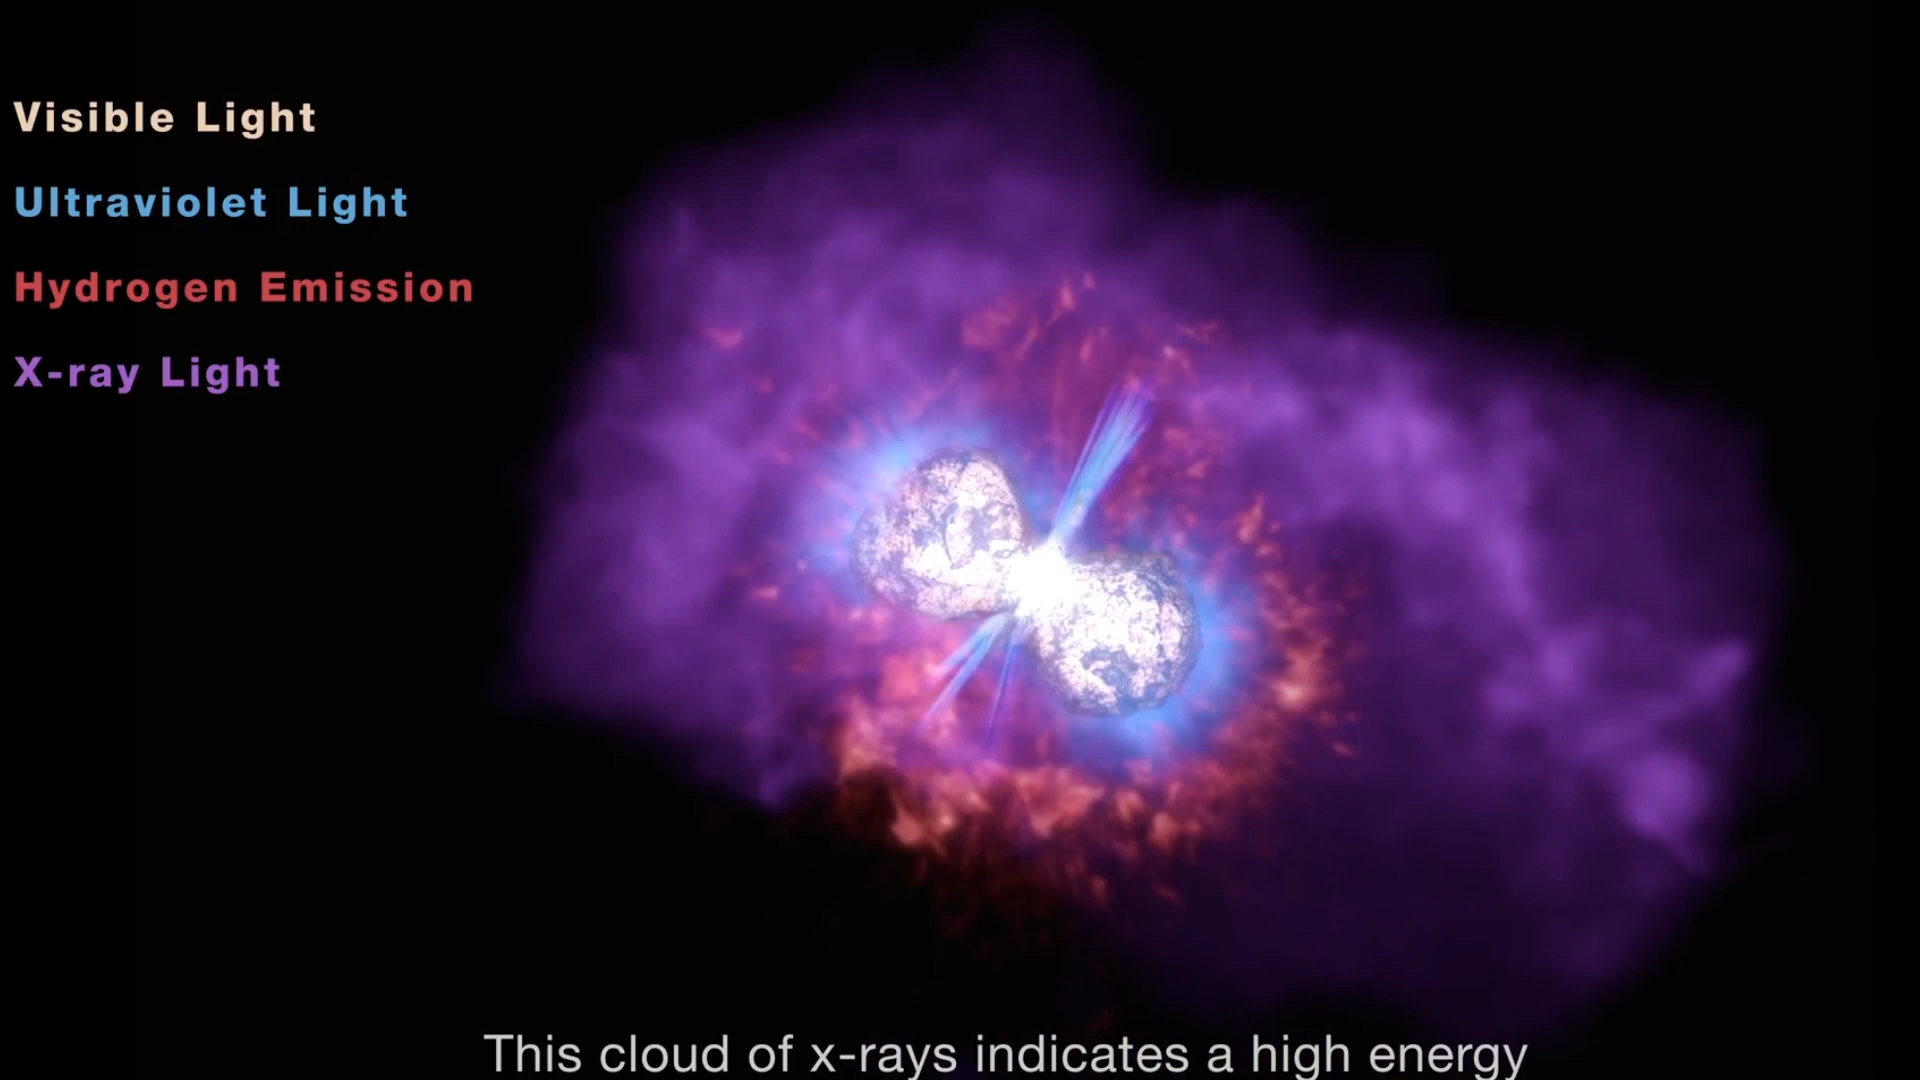 Visible Light
Ultraviolet Light
Hydrogen Emission
X-ray Light
This cloud of x-rays indicates a high energy